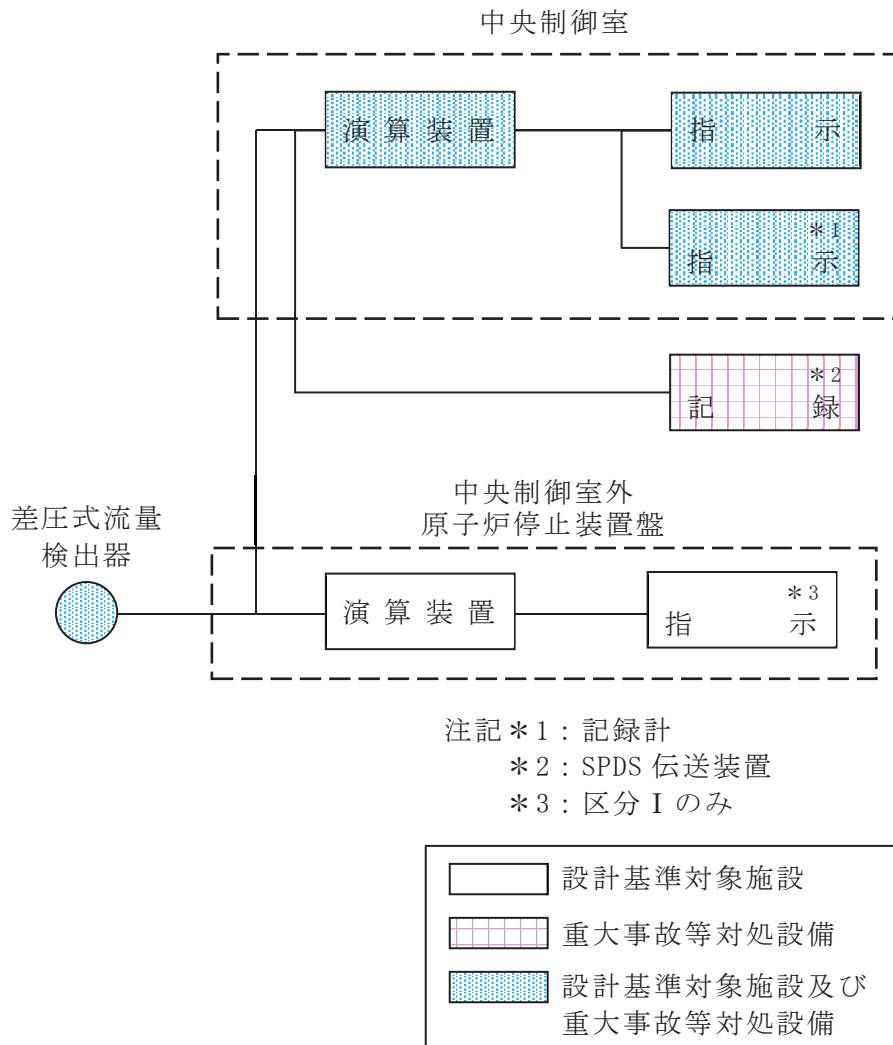 中央制御室
演算装置
指示
＊1
指示
＊2
記録
中央制御室外
原子炉停止装置盤
差圧式流量
検出器
演算装置
＊3
指示
注記＊1：記録計
＊2：SPDS 伝送装置
＊3：区分Ⅰのみ
設計基準対象施設
重大事故等対処設備
設計基準対象施設及び
重大事故等対処設備